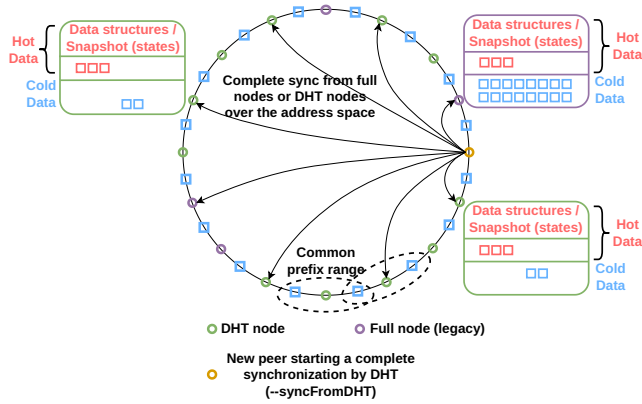 Data structures /
Snapshot (states)
Hot
Data
Cold
Data
Data structures /
Snapshot (states)
Hot
Data
Cold
Data
Complete sync from full
nodes or DHT nodes
over the address space
Data structures /
Snapshot (states)
Hot
Data
Cold
Data
Common
prefix range
DHT node
Full node (legacy)
New peer starting a complete
synchronization by DHT
(--syncFromDHT)